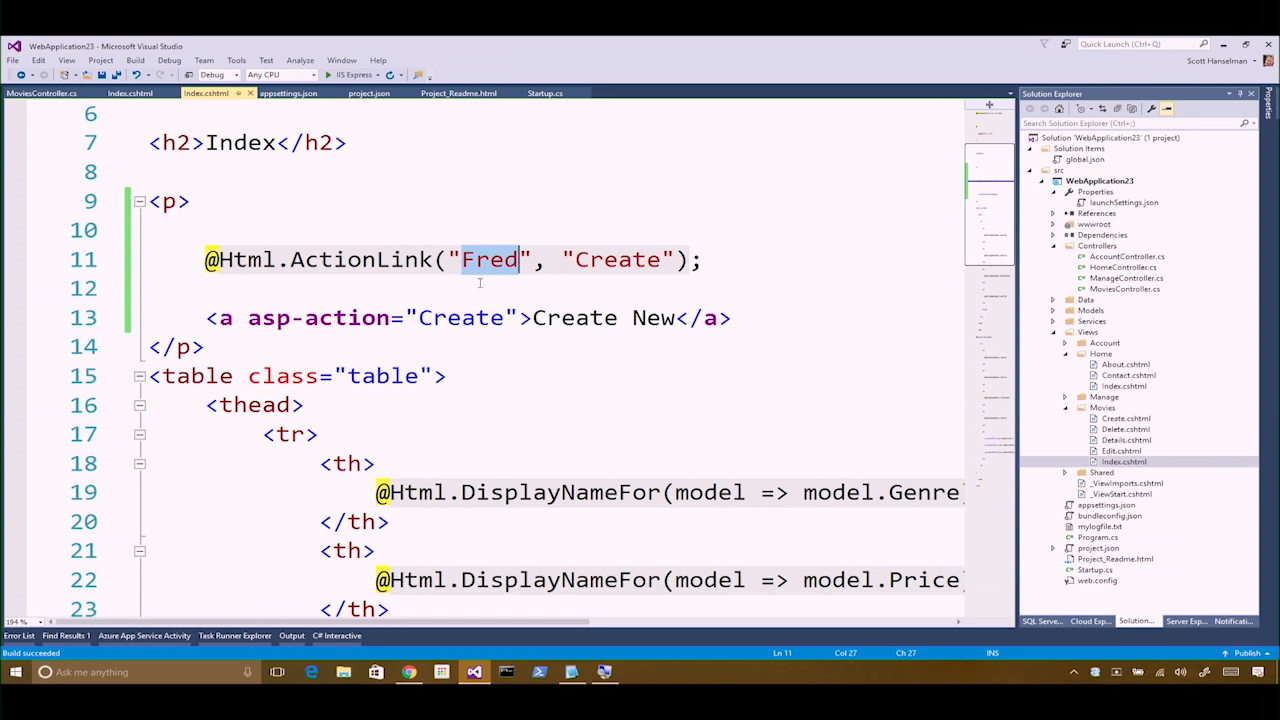 WebApplication23 - Microsoft Visual Studio
Quick Launch (Ctrl+Q)
File Edit View Project Build Debug Team Tools Test Analyze Window Help
Scott Hanselman
Debug Any CPU IIS Express
MoviesController.cs Index.cshtml Index.cshtml appsettings.json project.json Project_Readme.html Startup.cs
6
7 <h2>Index</h2>
8
9 <p>
10
11 @Html.ActionLink("Fred", "Create");
12
13 <a asp-action="Create">Create New</a>
14 </p>
15 <table class="table">
16 <thead>
17 <tr>
18 <th>
19 @Html.DisplayNameFor(model => model.Genre)
20 </th>
21 <th>
22 @Html.DisplayNameFor(model => model.Price)
23 </th>
194 %
Solution Explorer
Search Solution Explorer (Ctrl+;)
Solution 'WebApplication23' (1 project)
Solution Items
global.json
src
WebApplication23
Properties
launchSettings.json
References
wwwroot
Dependencies
Controllers
AccountController.cs
HomeController.cs
ManageController.cs
MoviesController.cs
Data
Models
Services
Views
Account
Home
About.cshtml
Contact.cshtml
Index.cshtml
Manage
Movies
Create.cshtml
Delete.cshtml
Details.cshtml
Edit.cshtml
Index.cshtml
Shared
_ViewImports.cshtml
_ViewStart.cshtml
appsettings.json
bundleconfig.json
mylogfile.txt
Program.cs
project.json
Project_Readme.html
Startup.cs
web.config
SQL Serve... Cloud Exp... Solution... Server Exp... Notificati...
Properties
Error List Find Results 1 Azure App Service Activity Task Runner Explorer Output C# Interactive
Build succeeded Ln 11 Col 27 Ch 27 INS Publish
Ask me anything